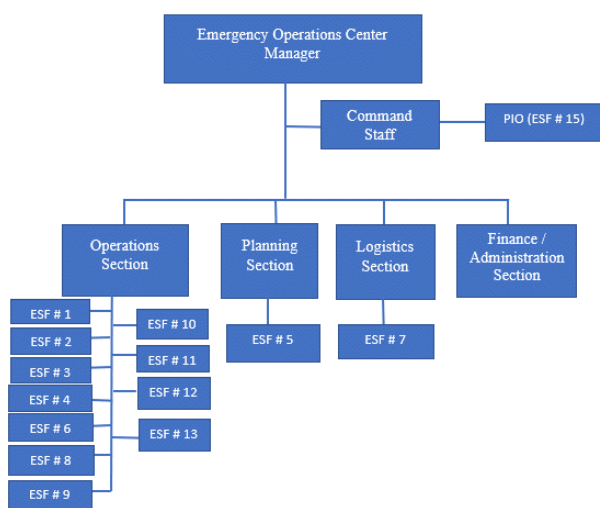 Emergency Operations Center
Manager
Command
Staff
PIO (ESF # 15)
Operations
Section
Planning
Section
Logistics
Section
Finance /
Administration
Section
ESF # 1
ESF # 2
ESF # 3
ESF # 4
ESF # 6
ESF # 8
ESF # 9
ESF # 10
ESF # 11
ESF # 12
ESF # 13
ESF # 5
ESF # 7